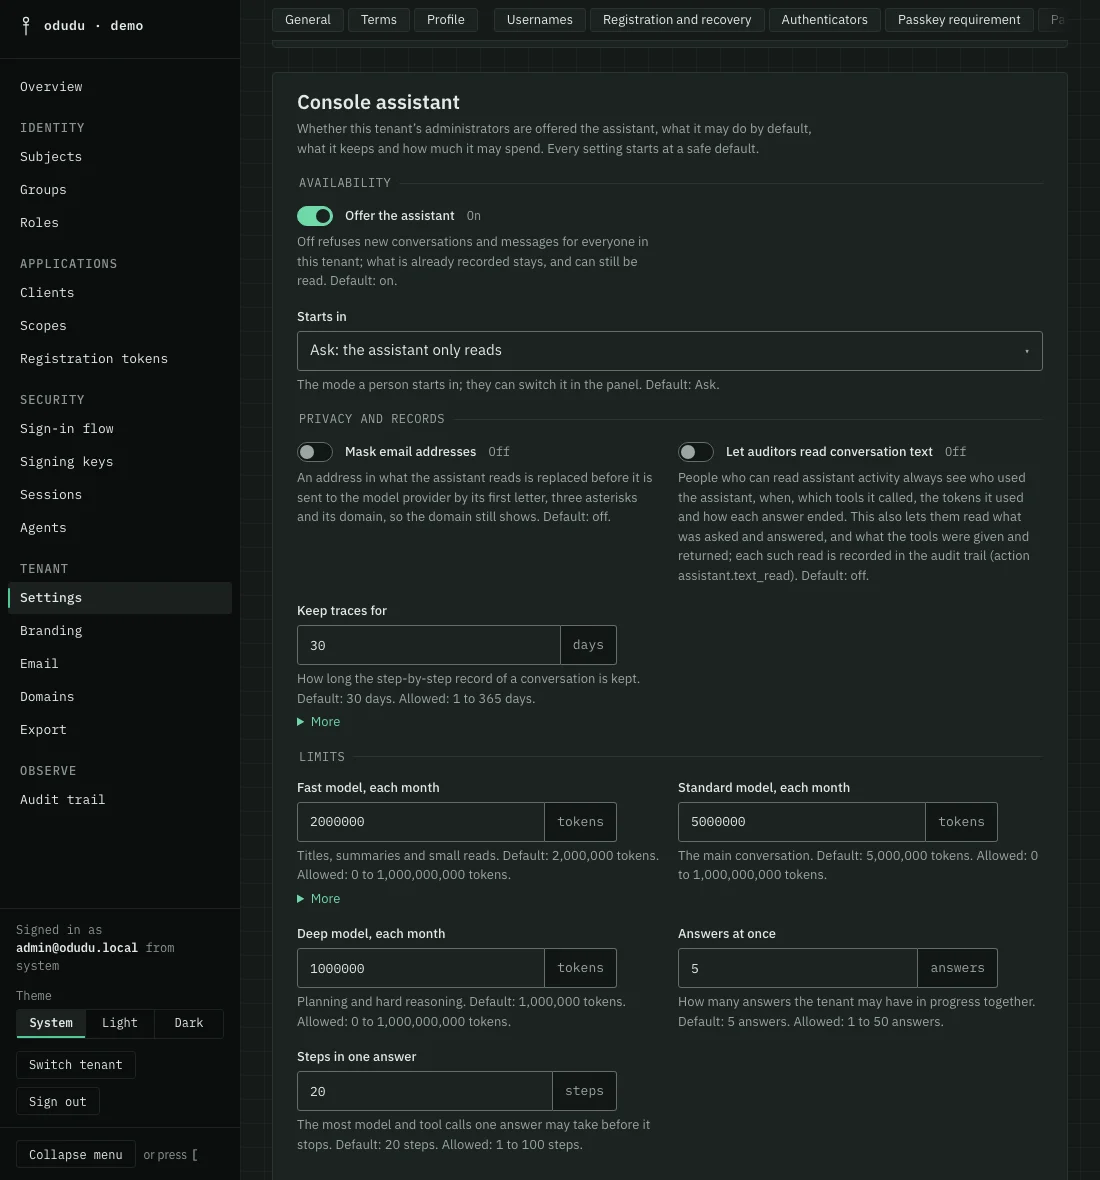 odudu · demo
Overview
IDENTITY
Subjects
Groups
Roles
APPLICATIONS
Clients
Scopes
Registration tokens
SECURITY
Sign-in flow
Signing keys
Sessions
Agents
TENANT
Settings
Branding
Email
Domains
Export
OBSERVE
Audit trail
Signed in as
admin@odudu.local from
system
Theme
System Light Dark
Switch tenant
Sign out
Collapse menu or press [
General Terms Profile Usernames Registration and recovery Authenticators Passkey requirement Pa
Console assistant
Whether this tenant’s administrators are offered the assistant, what it may do by default,
what it keeps and how much it may spend. Every setting starts at a safe default.
AVAILABILITY
Offer the assistant On
Off refuses new conversations and messages for everyone in
this tenant; what is already recorded stays, and can still be
read. Default: on.
Starts in
Ask: the assistant only reads
The mode a person starts in; they can switch it in the panel. Default: Ask.
PRIVACY AND RECORDS
Mask email addresses Off
An address in what the assistant reads is replaced before it is
sent to the model provider by its first letter, three asterisks
and its domain, so the domain still shows. Default: off.
Let auditors read conversation text Off
People who can read assistant activity always see who used
the assistant, when, which tools it called, the tokens it used
and how each answer ended. This also lets them read what
was asked and answered, and what the tools were given and
returned; each such read is recorded in the audit trail (action
assistant.text_read). Default: off.
Keep traces for
30 days
How long the step-by-step record of a conversation is kept.
Default: 30 days. Allowed: 1 to 365 days.
More
LIMITS
Fast model, each month
2000000 tokens
Titles, summaries and small reads. Default: 2,000,000 tokens.
Allowed: 0 to 1,000,000,000 tokens.
More
Standard model, each month
5000000 tokens
The main conversation. Default: 5,000,000 tokens. Allowed: 0
to 1,000,000,000 tokens.
Deep model, each month
1000000 tokens
Planning and hard reasoning. Default: 1,000,000 tokens.
Allowed: 0 to 1,000,000,000 tokens.
Answers at once
5 answers
How many answers the tenant may have in progress together.
Default: 5 answers. Allowed: 1 to 50 answers.
Steps in one answer
20 steps
The most model and tool calls one answer may take before it
stops. Default: 20 steps. Allowed: 1 to 100 steps.